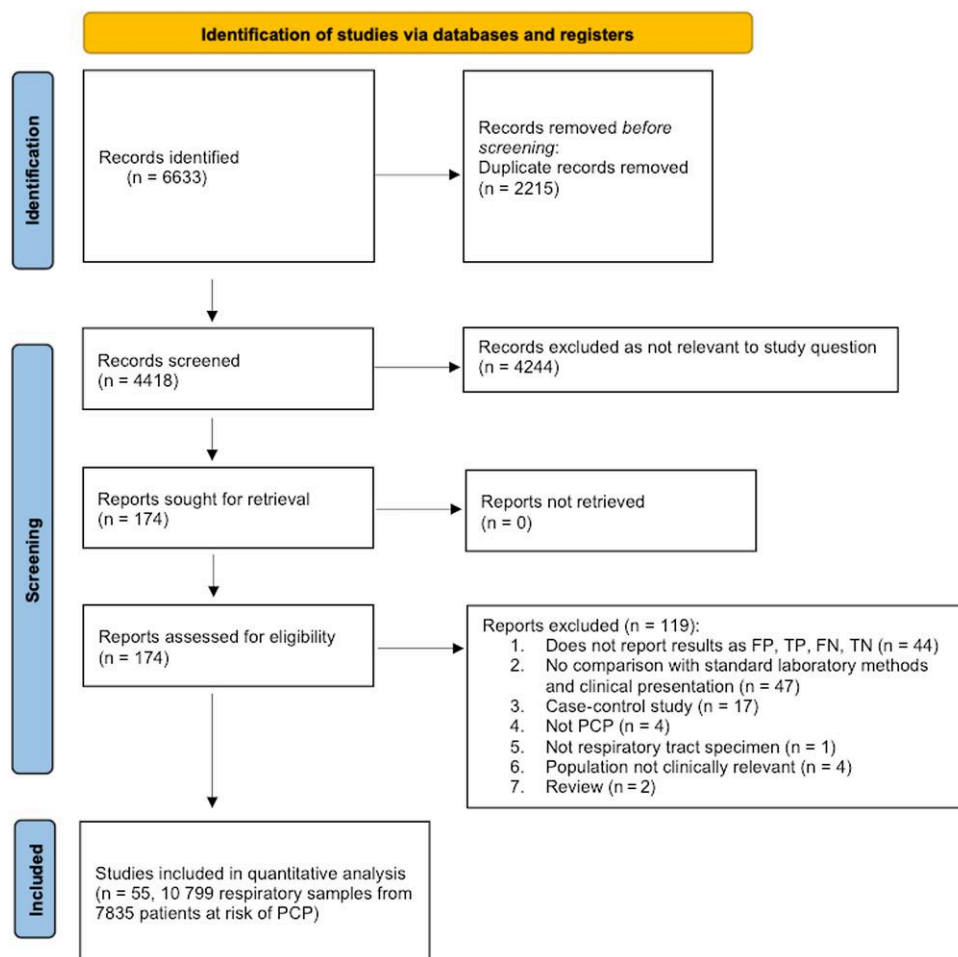 Identification of studies via databases and registers
Identification
Records identified
(n = 6633)
Records removed before
screening:
Duplicate records removed
(n = 2215)
Screening
Records screened
(n = 4418)
Records excluded as not relevant to study question
(n = 4244)
Reports sought for retrieval
(n = 174)
Reports not retrieved
(n = 0)
Reports assessed for eligibility
(n = 174)
Reports excluded (n = 119):
1. Does not report results as FP, TP, FN, TN (n = 44)
2. No comparison with standard laboratory methods
and clinical presentation (n = 47)
3. Case-control study (n = 17)
4. Not PCP (n = 4)
5. Not respiratory tract specimen (n = 1)
6. Population not clinically relevant (n = 4)
7. Review (n = 2)
Included
Studies included in quantitative analysis
(n = 55, 10 799 respiratory samples from
7835 patients at risk of PCP)